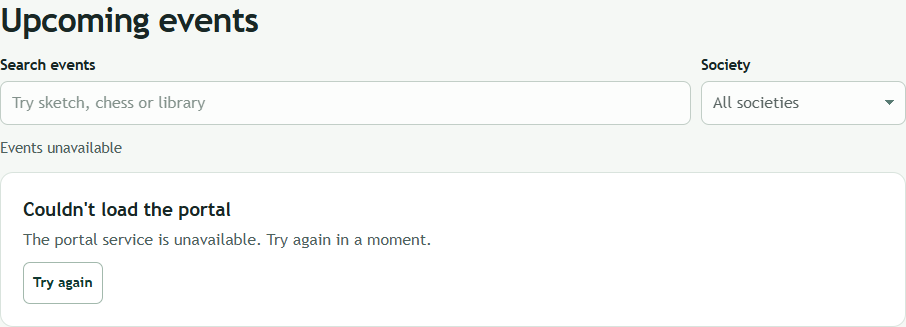 Upcoming events
Search events
Society
Try sketch, chess or library
All societies
Events unavailable
Couldn't load the portal
The portal service is unavailable. Try again in a moment.
Try again